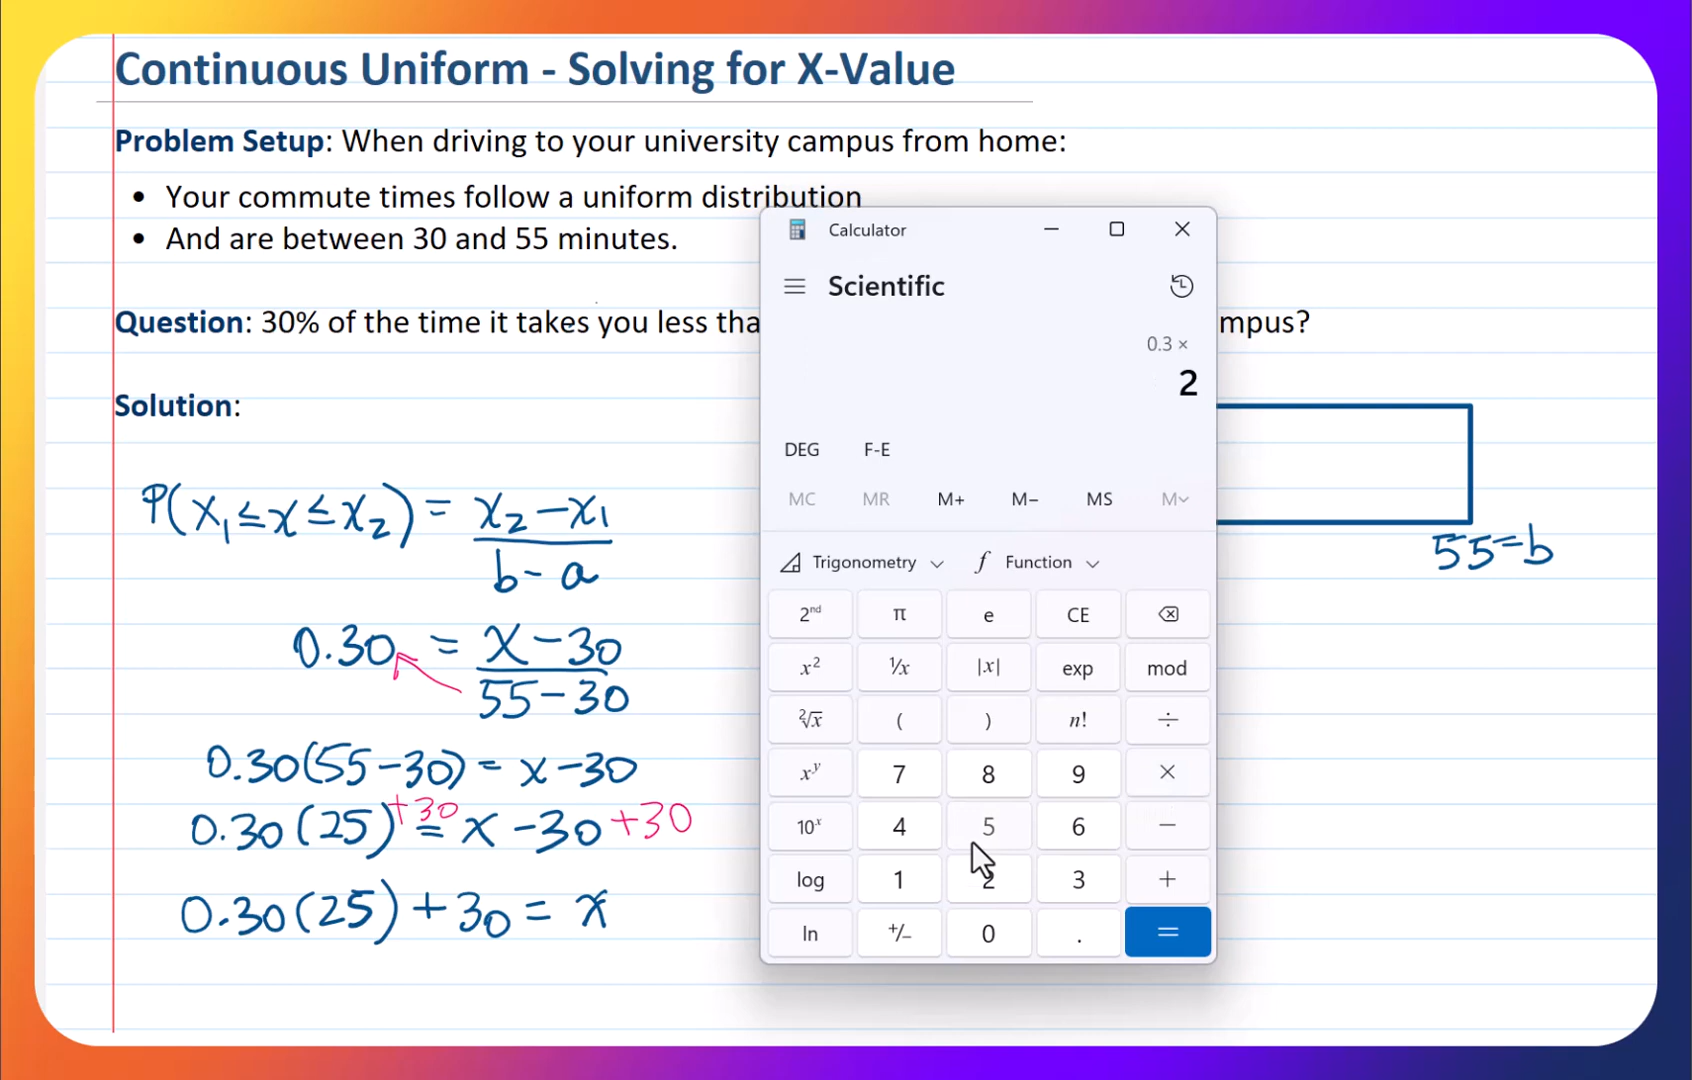 Continuous Uniform - Solving for X-Value
Problem Setup: When driving to your university campus from home:
• Your commute times follow a uniform distribution
• And are between 30 and 55 minutes.
Question: 30% of the time it takes you less tha
mpus?
Solution:
P(x₁≤x≤x₂) = x₂-x₁
b-a
0.30 = x-30
55-30
0.30(55-30) = x-30
0.30(25)+30 = x-30+30
0.30(25)+30 = x
55=b
Calculator
Scientific
0.3 ×
2
DEG F-E
MC MR M+ M− MS M˅
Trigonometry f Function
2ⁿᵈ π e CE
x² ¹/x |x| exp mod
²√x ( ) n! ÷
xʸ 7 8 9 ×
10ˣ 4 5 6 −
log 1 2 3 +
ln +/− 0 . =